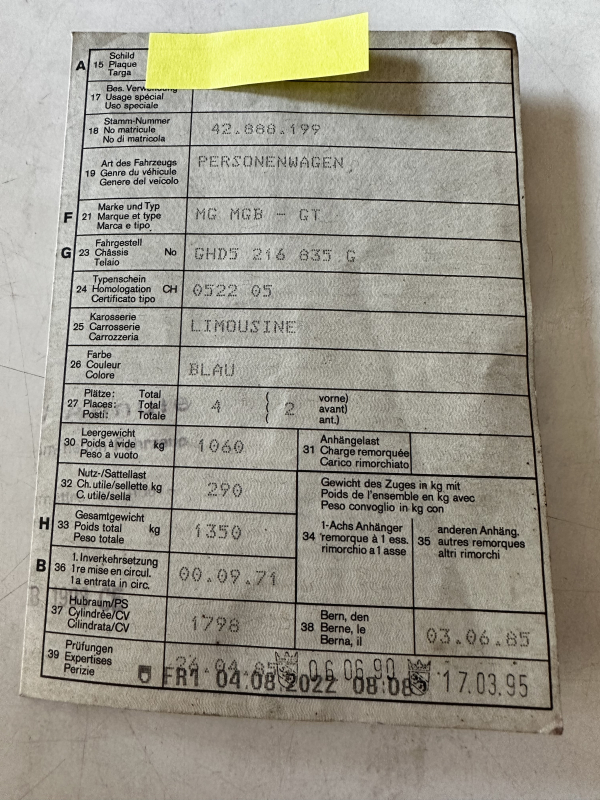 A
15 Schild
Plaque
Targa
17 Bes. Verwendung
Usage spécial
Uso speciale
18 Stamm-Nummer
No matricule
No di matricola
42.888.199
19 Art des Fahrzeugs
Genre du véhicule
Genere del veicolo
PERSONENWAGEN
F 21 Marke und Typ
Marque et type
Marca e tipo
MG MGB - GT
G 23 Fahrgestell
Châssis No
Telaio
GHD5 216 835 G
24 Typenschein
Homologation CH
Certificato tipo
0522 05
25 Karosserie
Carrosserie
Carrozzeria
LIMOUSINE
26 Farbe
Couleur
Colore
BLAU
27 Plätze: Total
Places: Total
Posti: Totale
4 ( 2 vorne)
( avant)
ant.)
30 Leergewicht
Poids à vide kg
Peso a vuoto
1060
31 Anhängelast
Charge remorquée
Carico rimorchiato
32 Nutz-/Sattellast
Ch. utile/sellette kg
C. utile/sella
290
Gewicht des Zuges in kg mit
Poids de l'ensemble en kg avec
Peso convoglio in kg con
H 33 Gesamtgewicht
Poids total kg
Peso totale
1350
34 1-Achs Anhänger
remorque à 1 ess.
rimorchio a 1 asse
35 anderen Anhäng.
autres remorques
altri rimorchi
B 36 1. Inverkehrsetzung
1re mise en circul.
1a entrata in circ.
00.09.71
37 Hubraum/PS
Cylindrée/CV
Cilindrata/CV
1798
38 Bern, den
Berne, le
Berna, il
03.06.85
39 Prüfungen
Expertises
Perizie
26.04.85 06.06.90 17.03.95
FR1 04.08.2022 08:08